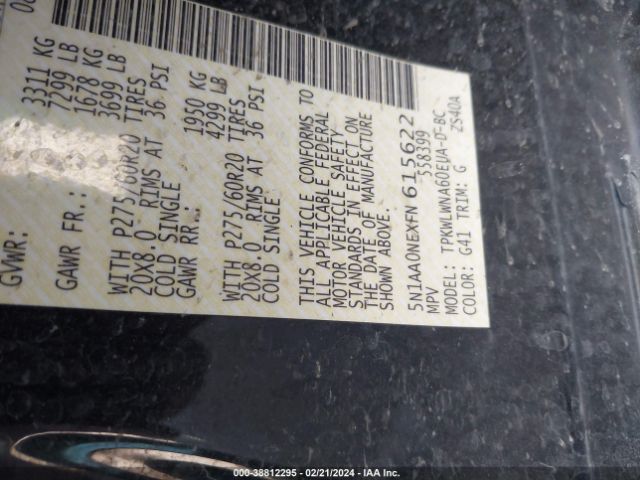 GVWR: 3311 KG
7299 LB
GAWR FR.: 1678 KG
3699 LB
WITH P275/60R20 TIRES
20X8.0 RIMS AT 36 PSI
COLD SINGLE
GAWR RR.: 1950 KG
4299 LB
WITH P275/60R20 TIRES
20X8.0 RIMS AT 36 PSI
COLD SINGLE
THIS VEHICLE CONFORMS TO
ALL APPLICABLE FEDERAL
MOTOR VEHICLE SAFETY
STANDARDS IN EFFECT ON
THE DATE OF MANUFACTURE
SHOWN ABOVE.
5N1AA0NEXFN 615622
MPV 558399
MODEL: TPKWLWNA60EUA-D-BC
COLOR: G41 TRIM: G ZS40A
000-38812295 - 02/21/2024 - IAA Inc.